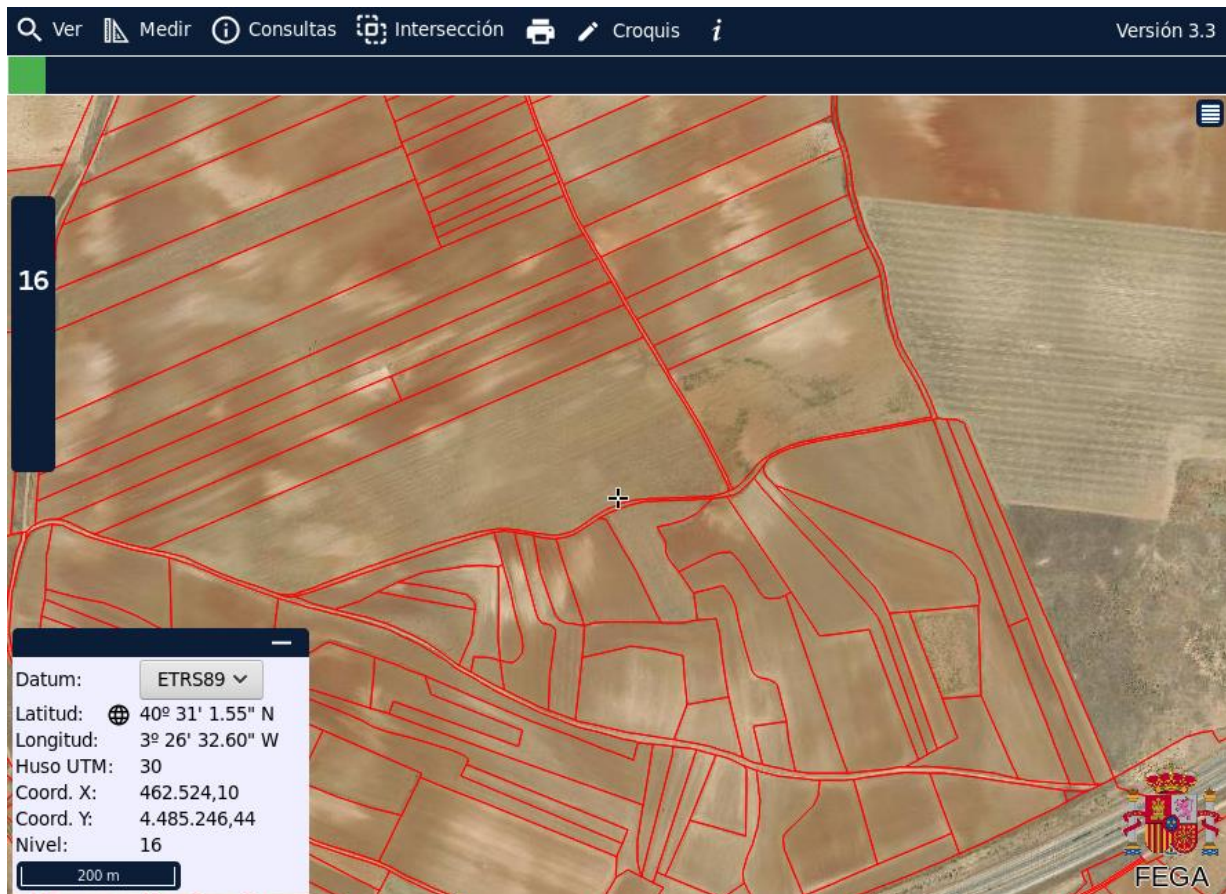 Ver Medir Consultas Intersección Croquis i Versión 3.3
16
Datum: ETRS89
Latitud: 40º 31' 1.55" N
Longitud: 3º 26' 32.60" W
Huso UTM: 30
Coord. X: 462.524,10
Coord. Y: 4.485.246,44
Nivel: 16
200 m
FEGA